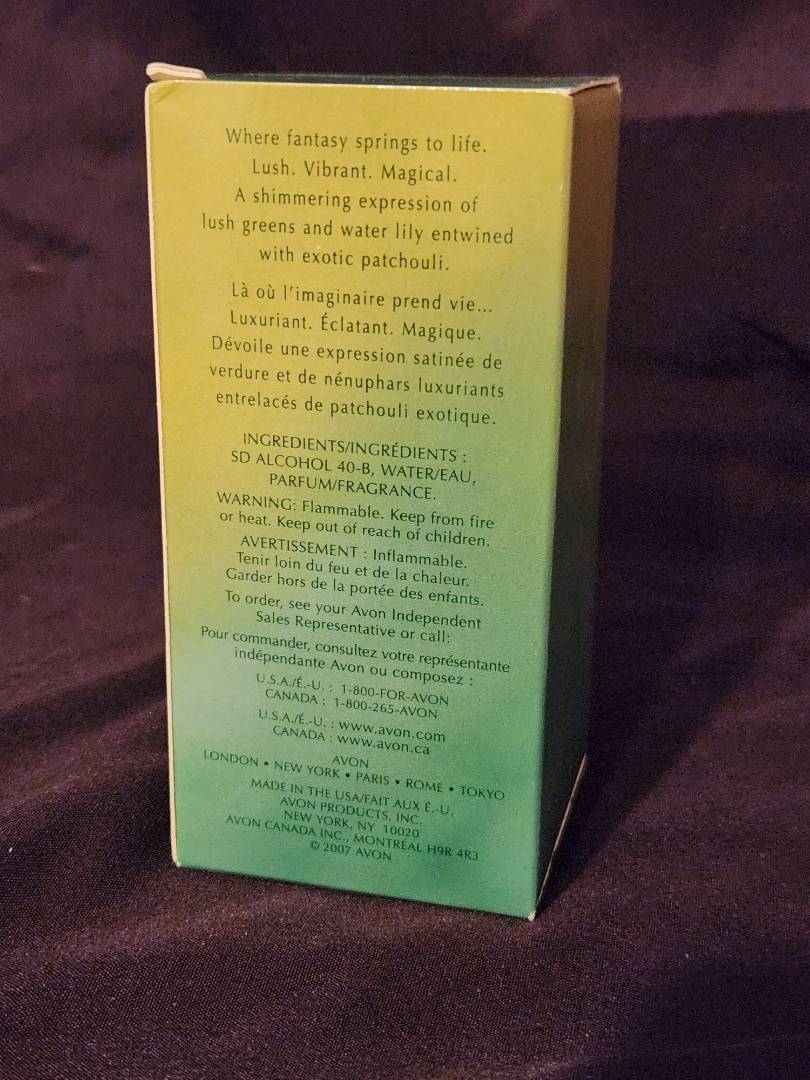 Where fantasy springs to life.
Lush. Vibrant. Magical.
A shimmering expression of
lush greens and water lily entwined
with exotic patchouli.
Là où l'imaginaire prend vie...
Luxuriant. Éclatant. Magique.
Dévoile une expression satinée de
verdure et de nénuphars luxuriants
entrelacés de patchouli exotique.
INGREDIENTS/INGRÉDIENTS :
SD ALCOHOL 40-B, WATER/EAU,
PARFUM/FRAGRANCE.
WARNING: Flammable. Keep from fire
or heat. Keep out of reach of children.
AVERTISSEMENT : Inflammable.
Tenir loin du feu et de la chaleur.
Garder hors de la portée des enfants.
To order, see your Avon Independent
Sales Representative or call:
Pour commander, consultez votre représentante
indépendante Avon ou composez :
U.S.A./É.-U. : 1-800-FOR-AVON
CANADA : 1-800-265-AVON
U.S.A./É.-U. : www.avon.com
CANADA : www.avon.ca
AVON
LONDON • NEW YORK • PARIS • ROME • TOKYO
MADE IN THE USA/FAIT AUX É.-U.
AVON PRODUCTS, INC.
NEW YORK, NY 10020
AVON CANADA INC., MONTRÉAL H9R 4R3
© 2007 AVON